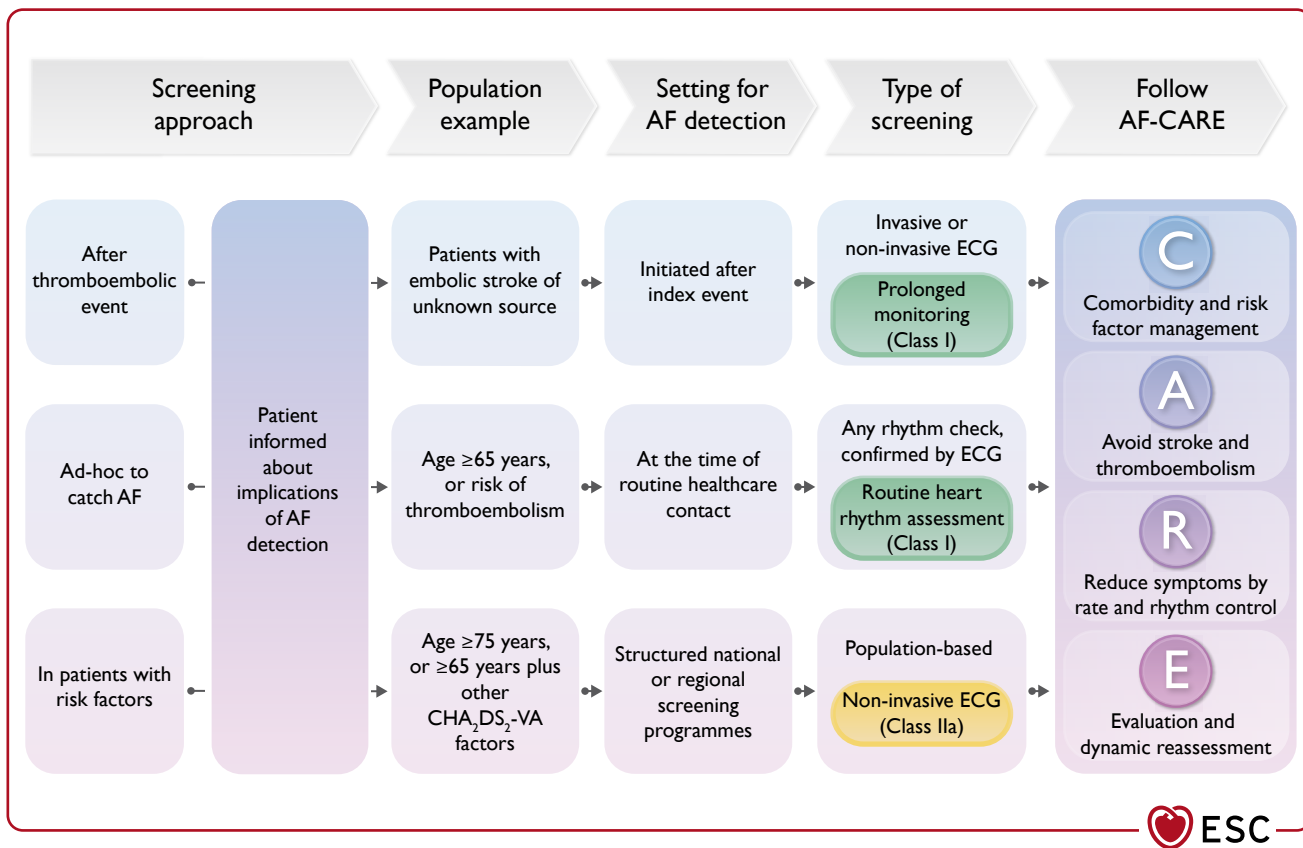 Screening
approach
Population
example
Setting for
AF detection
Type of
screening
Follow
AF-CARE
After
thromboembolic
event
Patient
informed
about
implications
of AF
detection
Patients with
embolic stroke of
unknown source
Initiated after
index event
Invasive or
non-invasive ECG
Prolonged
monitoring
(Class I)
Ad-hoc to
catch AF
Age ≥65 years,
or risk of
thromboembolism
At the time of
routine healthcare
contact
Any rhythm check,
confirmed by ECG
Routine heart
rhythm assessment
(Class I)
In patients with
risk factors
Age ≥75 years,
or ≥65 years plus
other
CHA₂DS₂-VA
factors
Structured national
or regional
screening
programmes
Population-based
Non-invasive ECG
(Class IIa)
C
Comorbidity and risk
factor management
A
Avoid stroke and
thromboembolism
R
Reduce symptoms by
rate and rhythm control
E
Evaluation and
dynamic reassessment
ESC